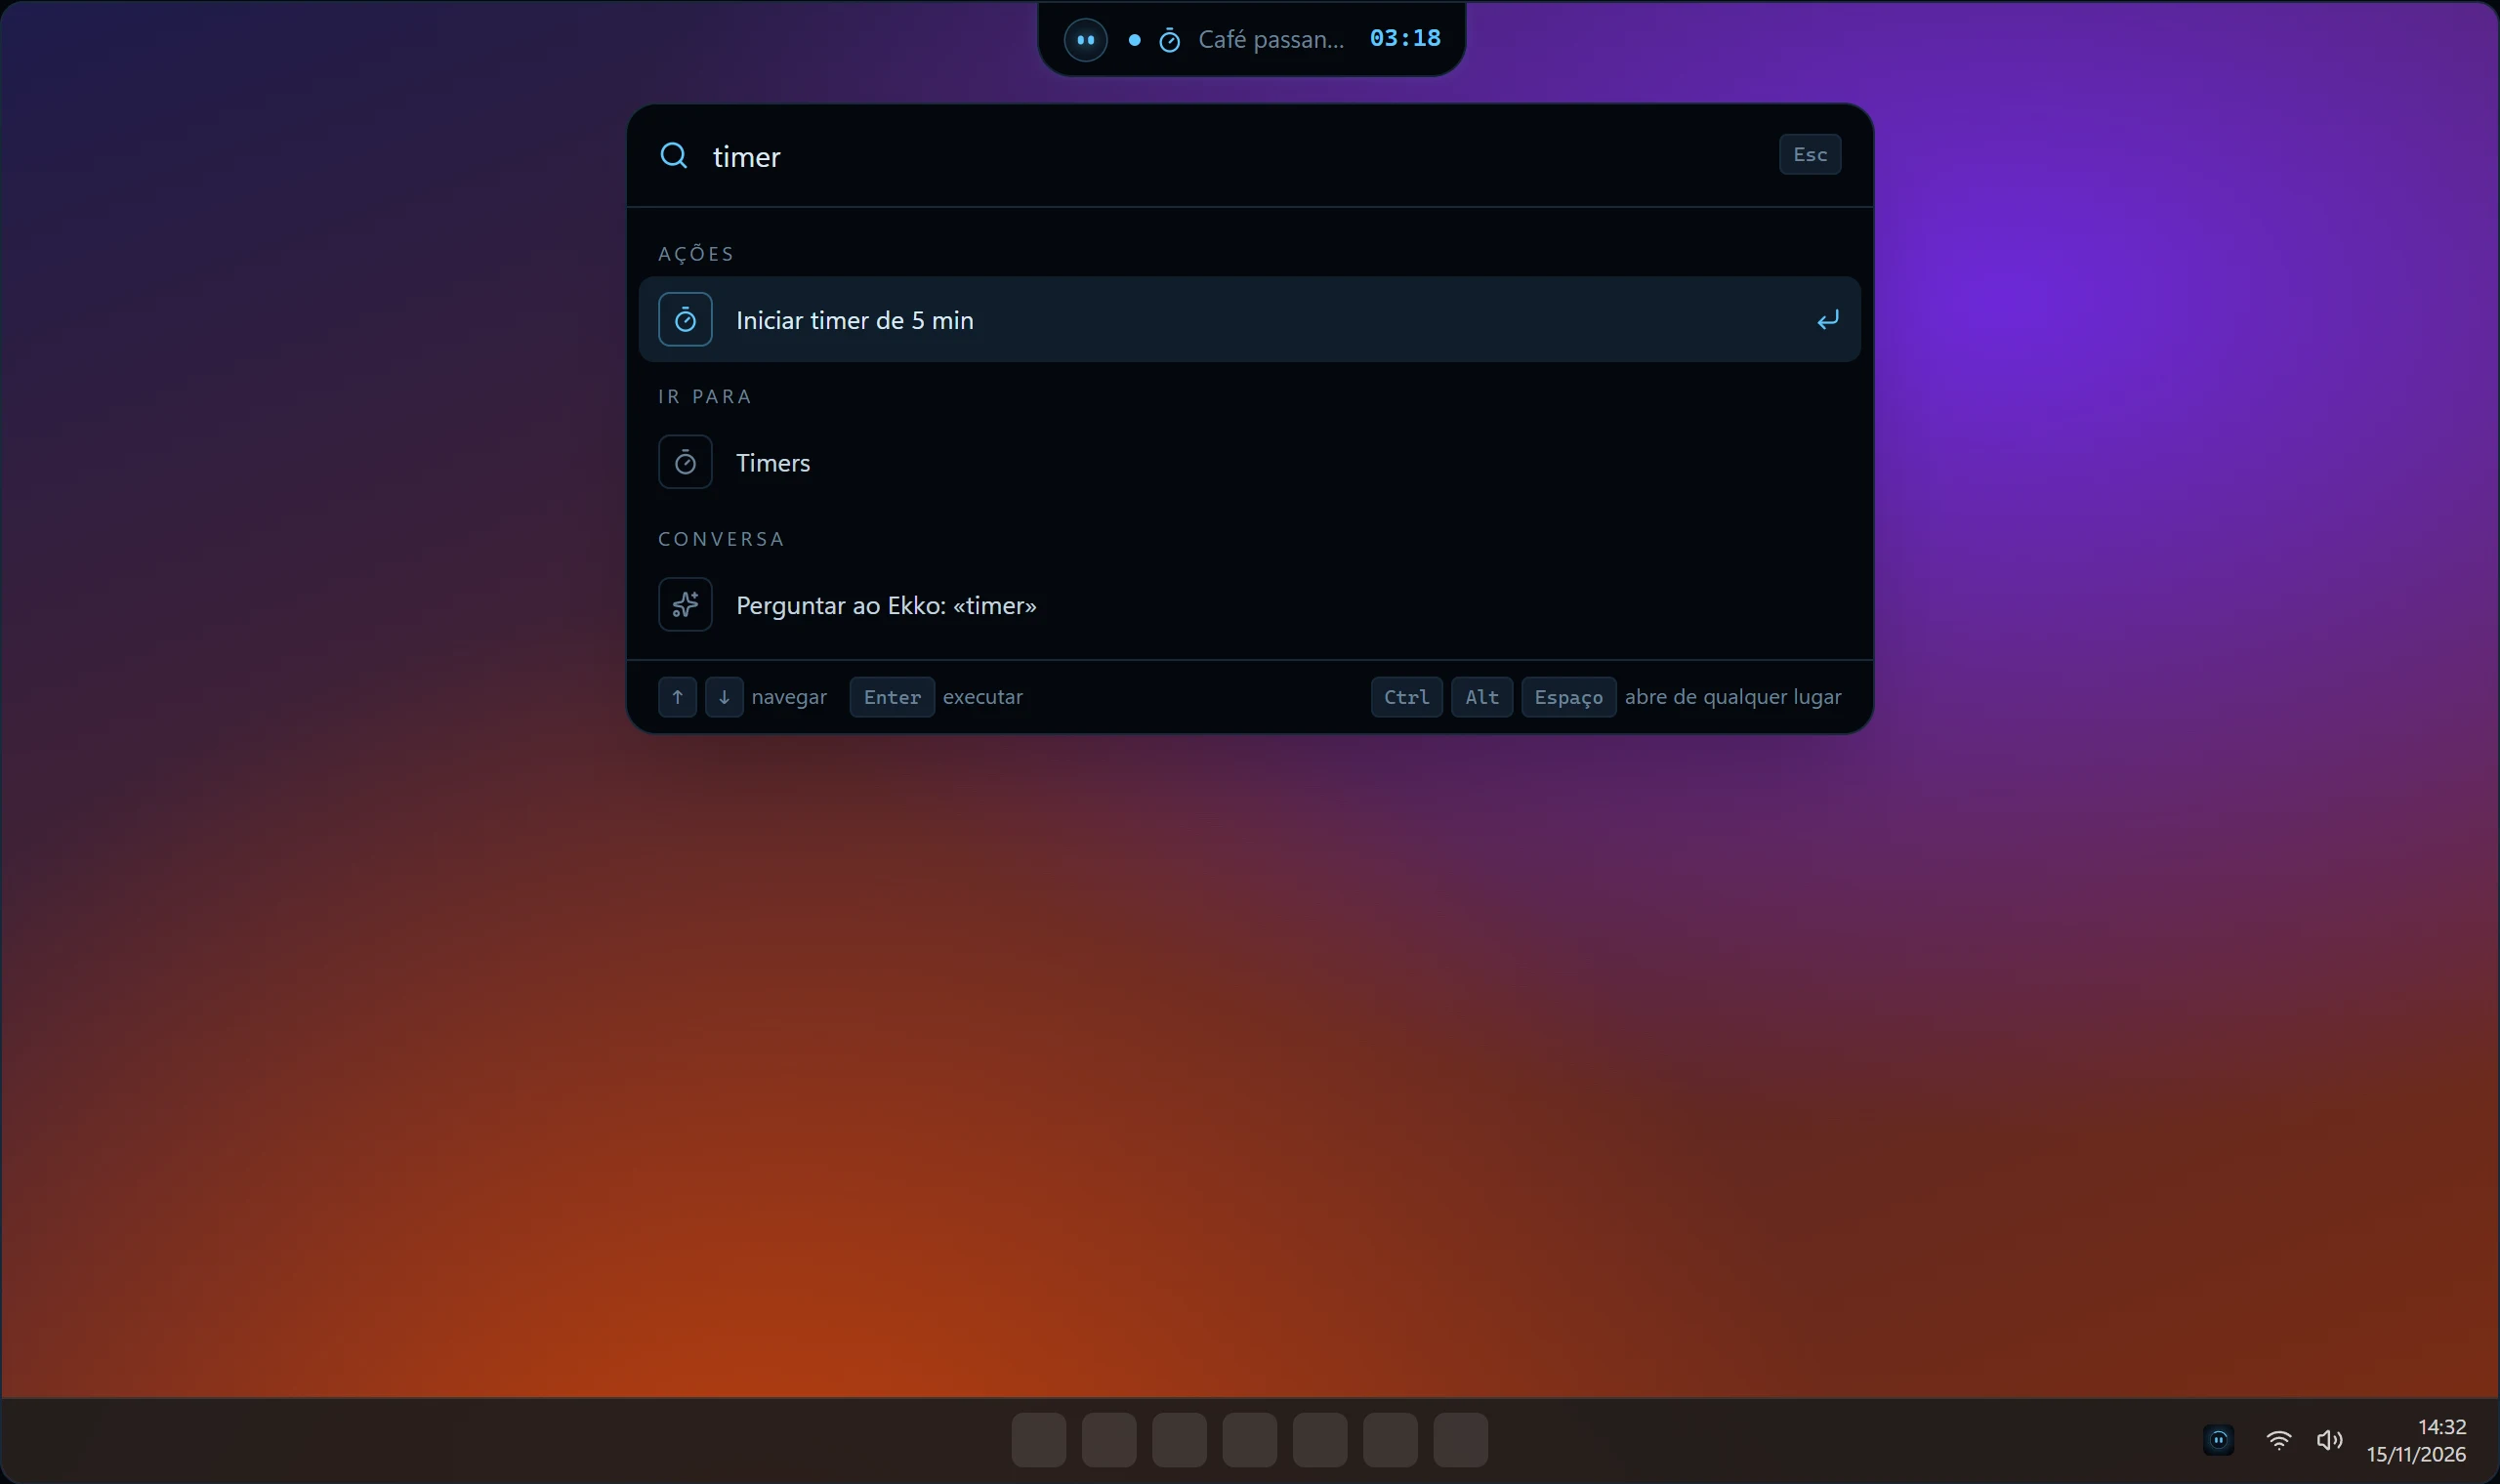 Café passan... 03:18
timer Esc
AÇÕES
Iniciar timer de 5 min
IR PARA
Timers
CONVERSA
Perguntar ao Ekko: «timer»
↑ ↓ navegar Enter executar Ctrl Alt Espaço abre de qualquer lugar
14:32
15/11/2026